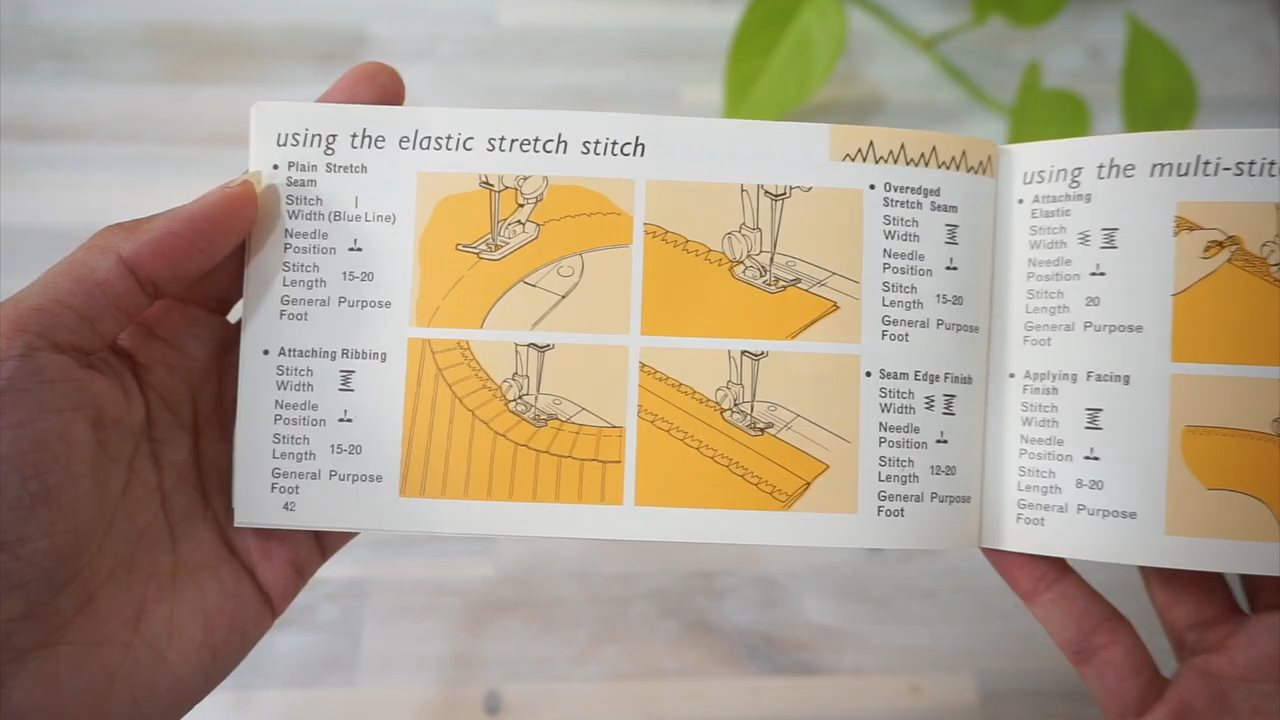 using the elastic stretch stitch
• Plain Stretch
Seam
Stitch
Width (Blue Line)
Needle
Position
Stitch
Length 15-20
General Purpose
Foot
• Attaching Ribbing
Stitch
Width
Needle
Position
Stitch
Length 15-20
General Purpose
Foot
42
• Overedged
Stretch Seam
Stitch
Width
Needle
Position
Stitch
Length 15-20
General Purpose
Foot
• Seam Edge Finish
Stitch
Width
Needle
Position
Stitch
Length 12-20
General Purpose
Foot
using the multi-stit
• Attaching
Elastic
Stitch
Width
Needle
Position
Stitch
Length 20
General Purpose
Foot
• Applying Facing
Finish
Stitch
Width
Needle
Position
Stitch
Length 8-20
General Purpose
Foot